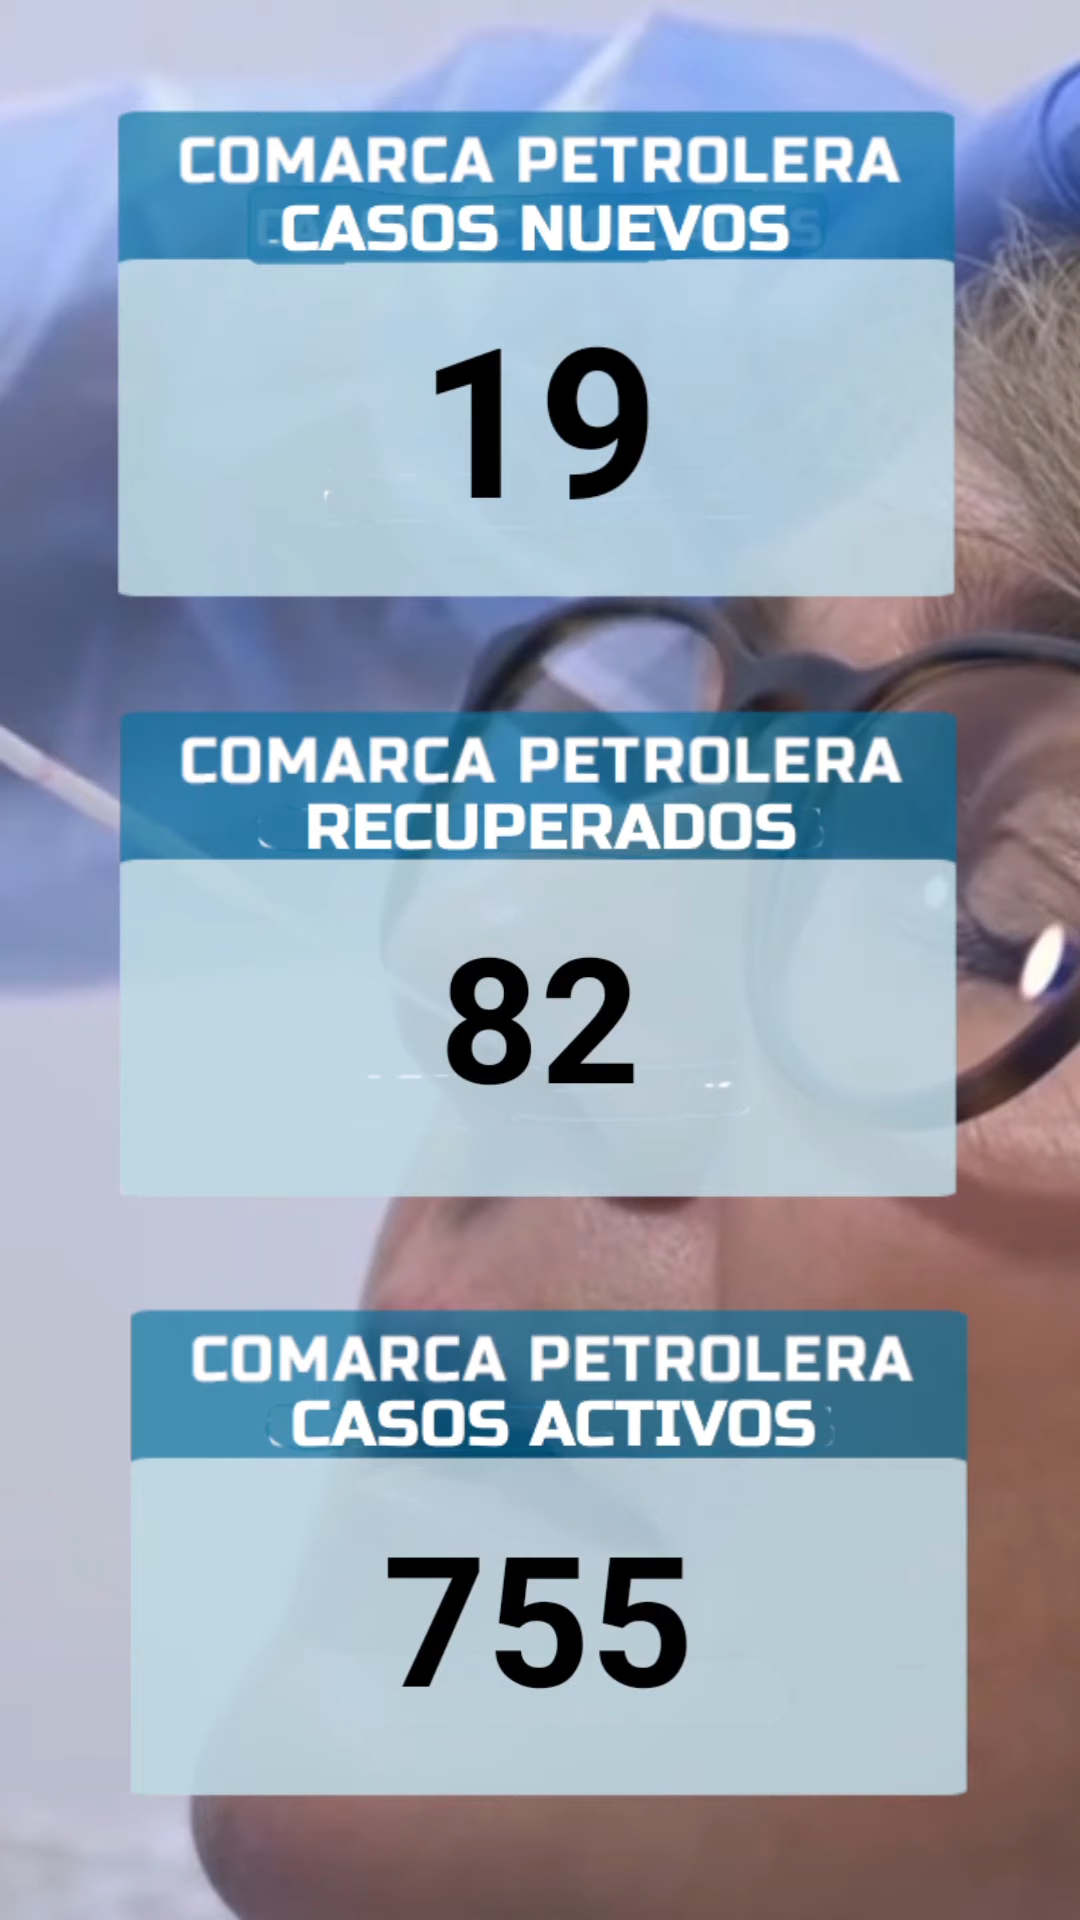 COMARCA PETROLERA
CASOS NUEVOS
19
COMARCA PETROLERA
RECUPERADOS
82
COMARCA PETROLERA
CASOS ACTIVOS
755